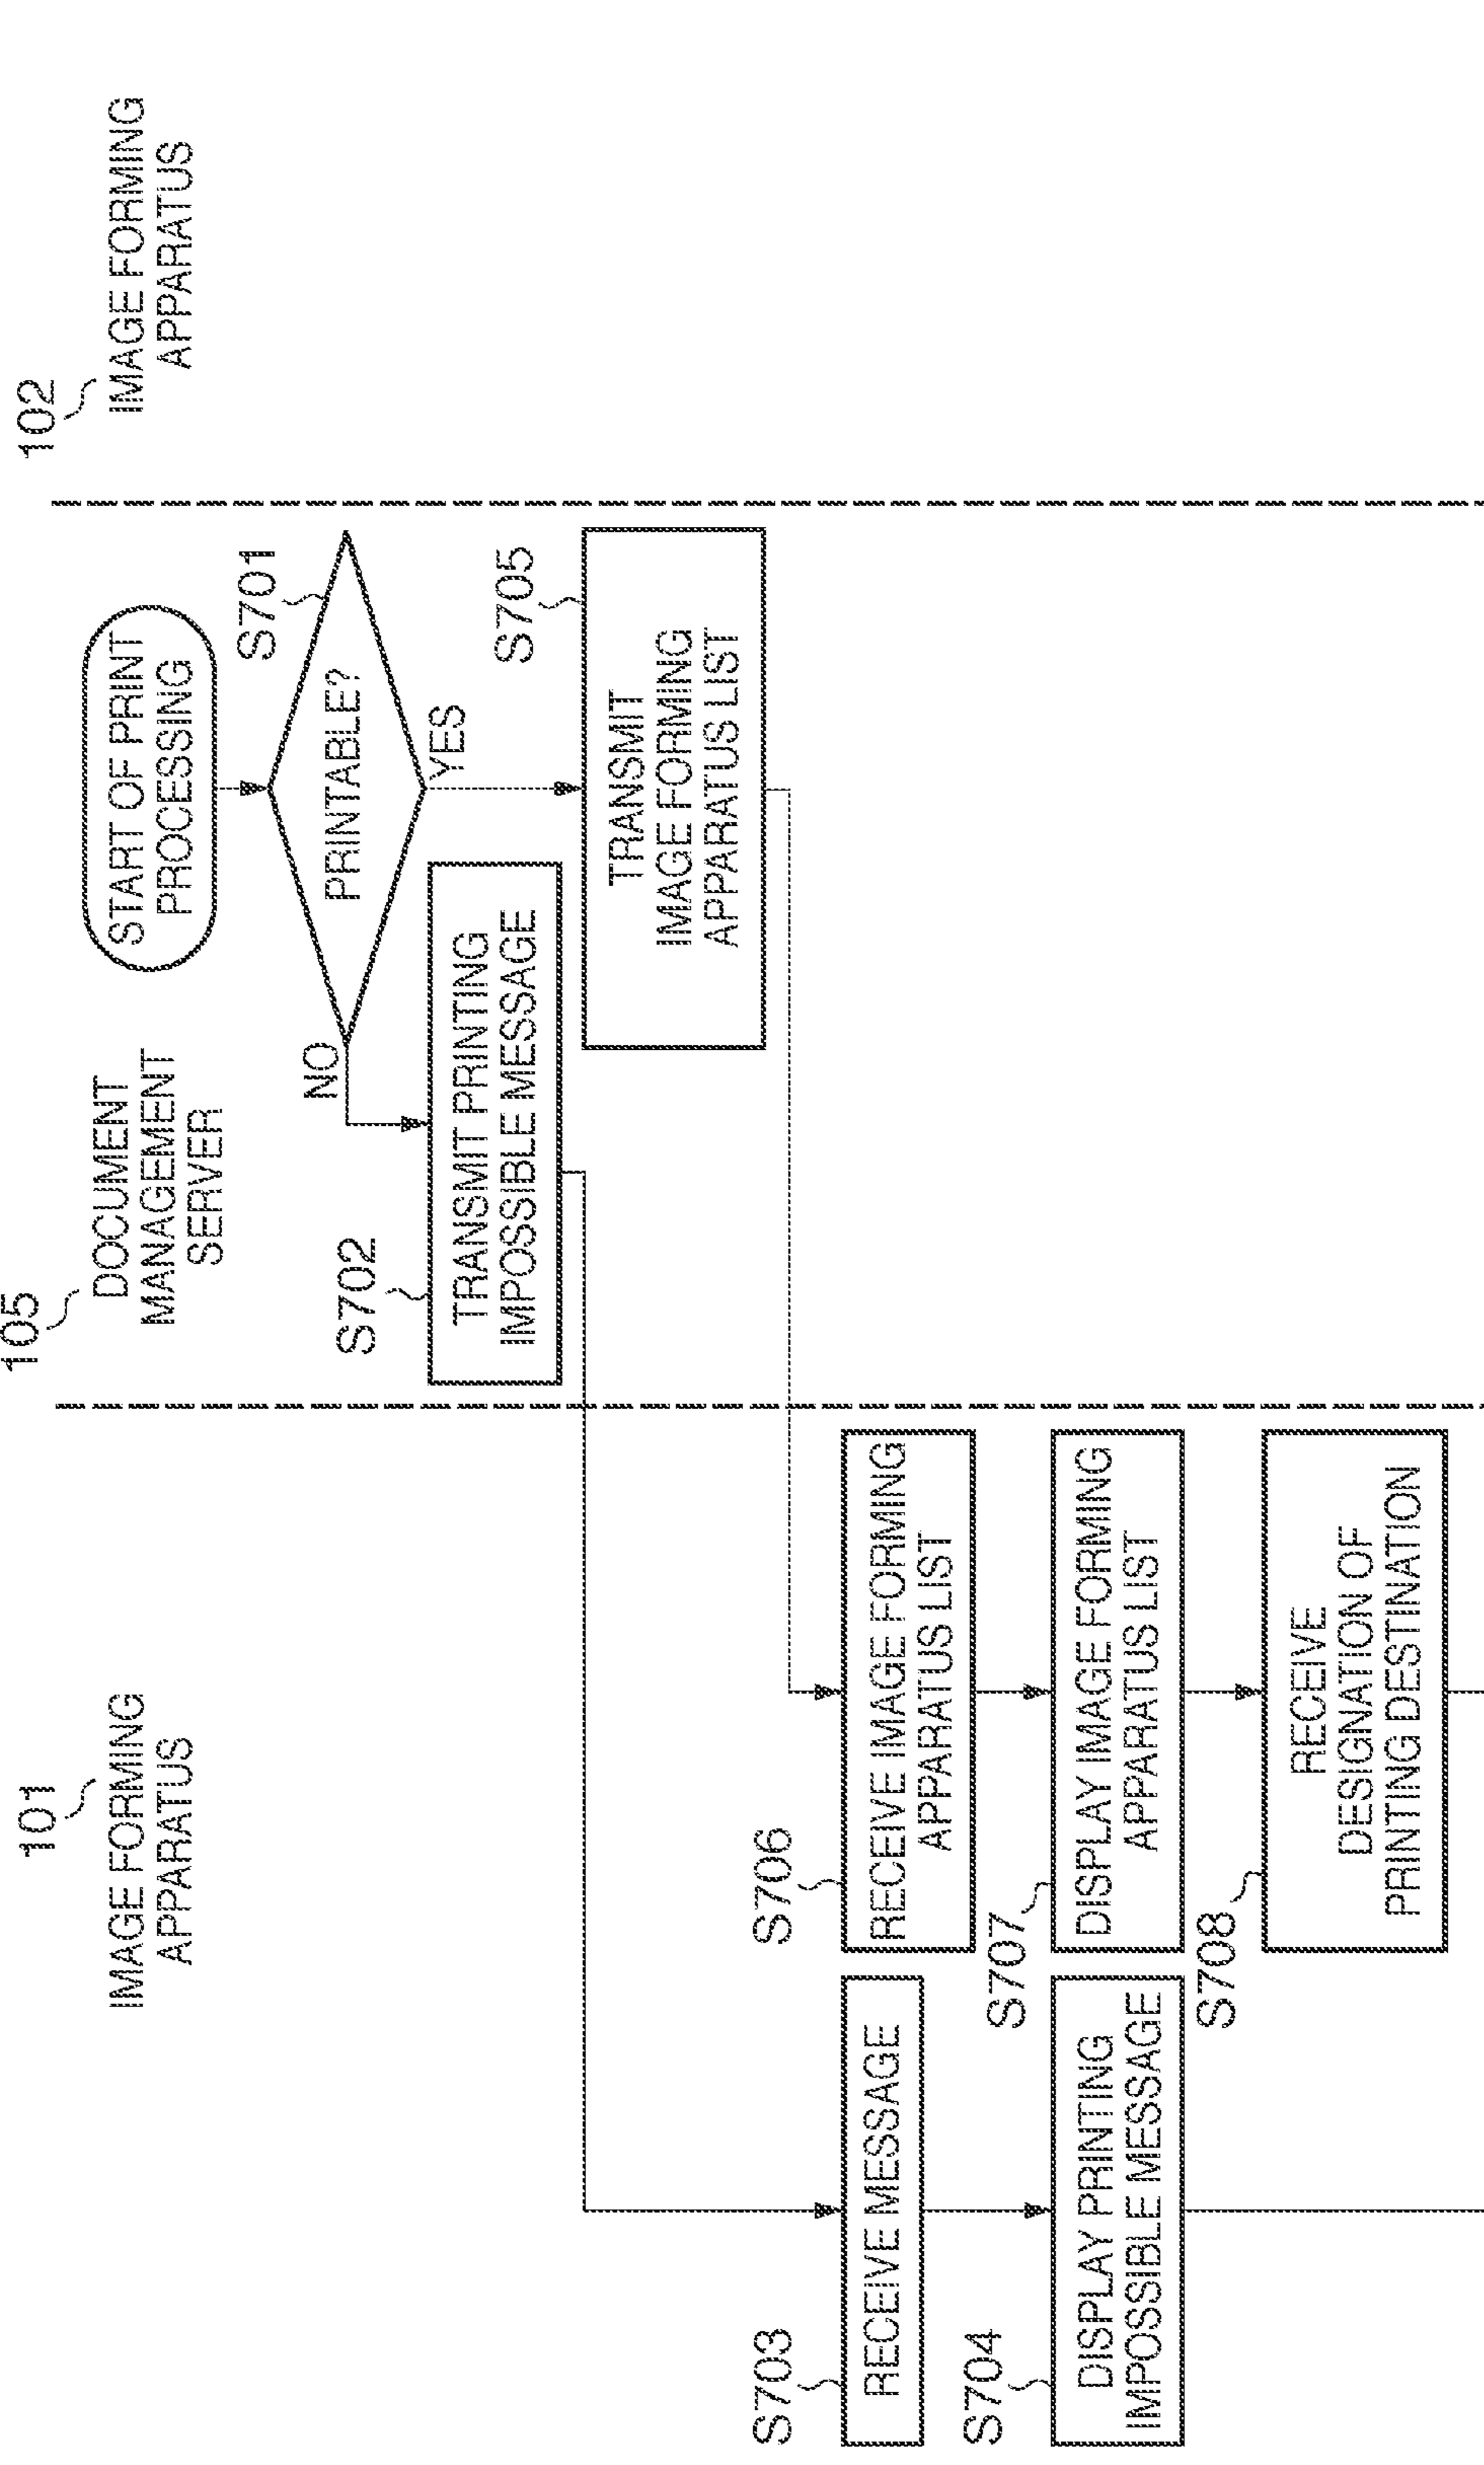 101
IMAGE FORMING
APPARATUS
105
DOCUMENT
MANAGEMENT
SERVER
102
IMAGE FORMING
APPARATUS
START OF PRINT
PROCESSING
S701
PRINTABLE?
NO
YES
S702
TRANSMIT PRINTING
IMPOSSIBLE MESSAGE
S705
TRANSMIT
IMAGE FORMING
APPARATUS LIST
S703
RECEIVE MESSAGE
S706
RECEIVE IMAGE FORMING
APPARATUS LIST
S704
DISPLAY PRINTING
IMPOSSIBLE MESSAGE
S707
DISPLAY IMAGE FORMING
APPARATUS LIST
S708
RECEIVE
DESIGNATION OF
PRINTING DESTINATION